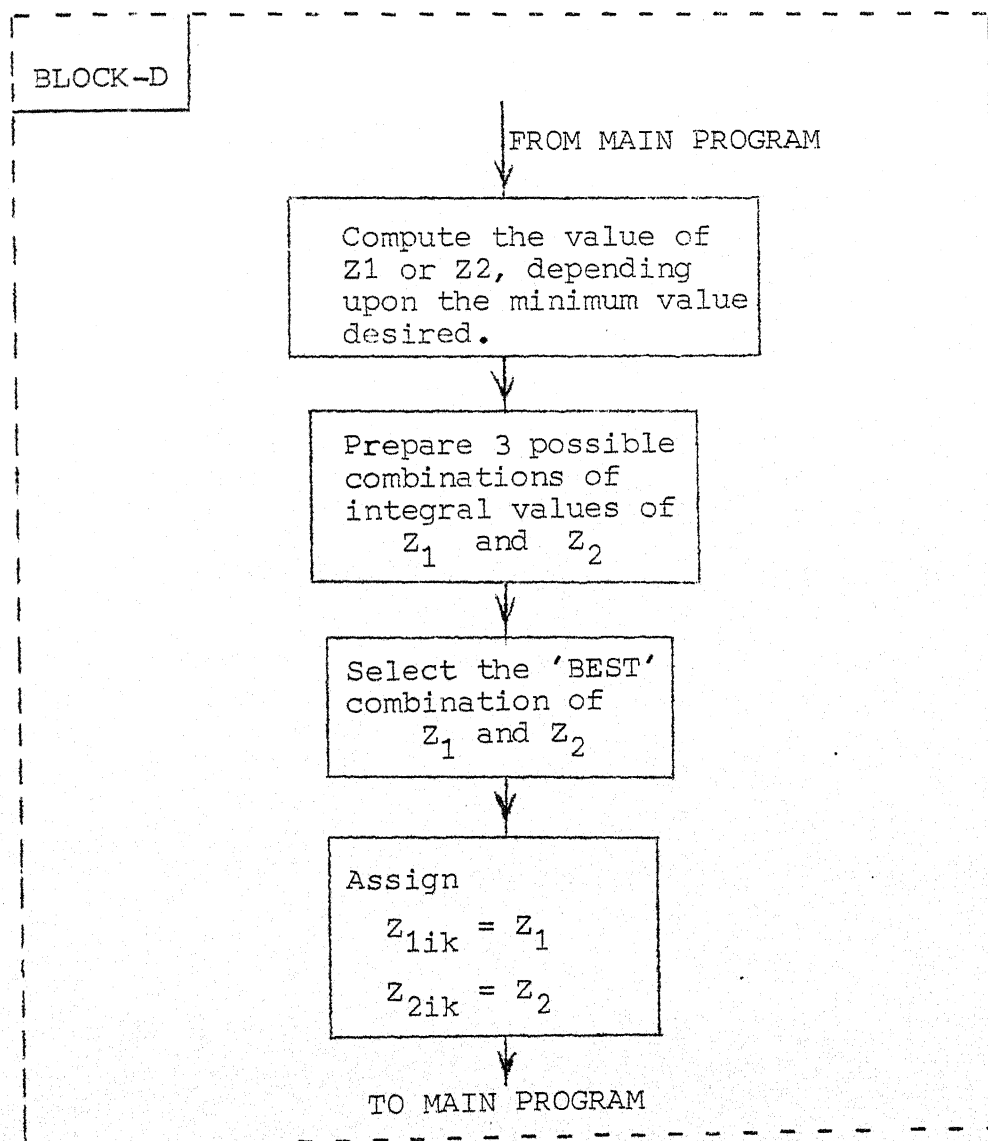 BLOCK-D
FROM MAIN PROGRAM
Compute the value of
Z1 or Z2, depending
upon the minimum value
desired.
Prepare 3 possible
combinations of
integral values of
Z₁ and Z₂
Select the 'BEST'
combination of
Z₁ and Z₂
Assign
Z₁ᵢₖ = Z₁
Z₂ᵢₖ = Z₂
TO MAIN PROGRAM